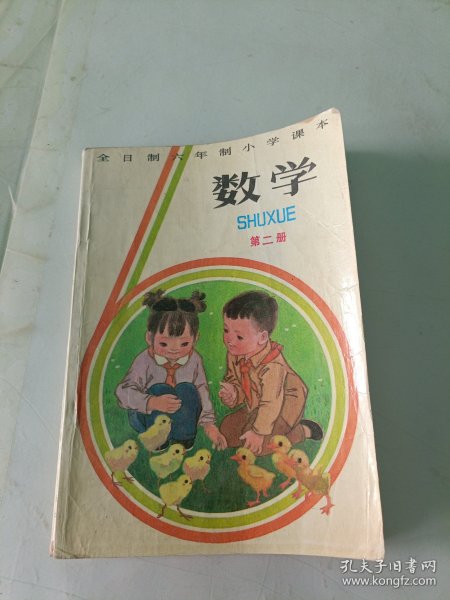 全日制六年制小学课本
数学
SHUXUE
第二册
孔夫子旧书网
www.kongfz.com